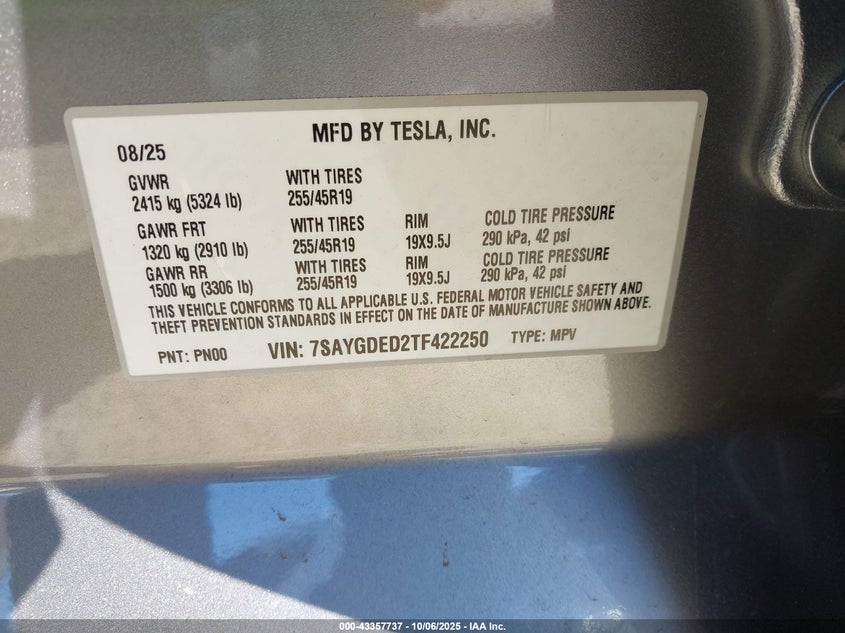 MFD BY TESLA, INC.
08/25
GVWR WITH TIRES
2415 kg (5324 lb) 255/45R19
GAWR FRT WITH TIRES RIM COLD TIRE PRESSURE
1320 kg (2910 lb) 255/45R19 19X9.5J 290 kPa, 42 psi
GAWR RR WITH TIRES RIM COLD TIRE PRESSURE
1500 kg (3306 lb) 255/45R19 19X9.5J 290 kPa, 42 psi
THIS VEHICLE CONFORMS TO ALL APPLICABLE U.S. FEDERAL MOTOR VEHICLE SAFETY AND
THEFT PREVENTION STANDARDS IN EFFECT ON THE DATE OF MANUFACTURE SHOWN ABOVE.
PNT: PN00 VIN: 7SAYGDED2TF422250 TYPE: MPV
000-43357737 - 10/06/2025 - IAA Inc.